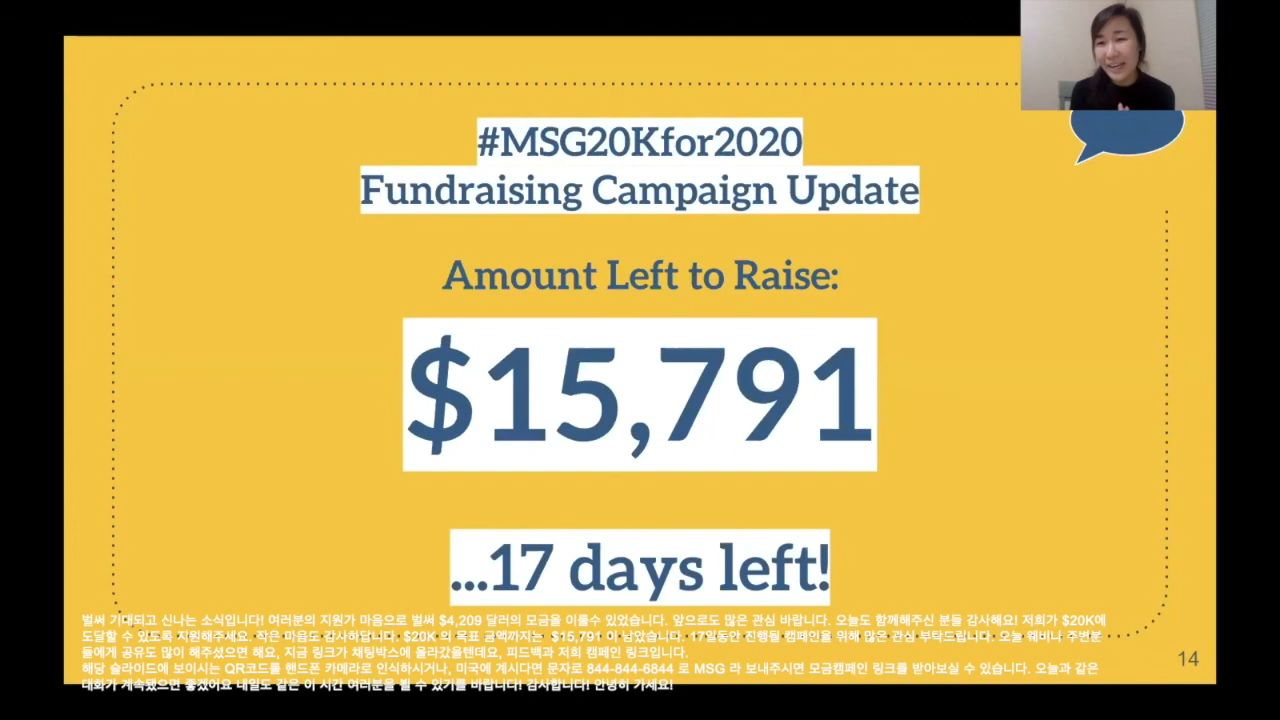 #MSG20Kfor2020
Fundraising Campaign Update
Amount Left to Raise:
$15,791
...17 days left!
벌써 기대되고 신나는 소식입니다! 여러분의 지원가 마음으로 벌써 $4,209 달러의 모금을 이룰수 있었습니다. 앞으로도 많은 관심 바랍니다. 오늘도 함께해주신 분들 감사해요! 저희가 $20K에
도달할 수 있도록 지원해주세요. 작은 마음도 감사하답니다. $20K 의 목표 금액까지는 $15,791 이 남았습니다. 17일동안 진행될 캠페인을 위해 많은 관심 부탁드립니다. 오늘 웨비나 주변분
들에게 공유도 많이 해주셨으면 해요, 지금 링크가 채팅박스에 올라갔을텐데요, 피드백과 저희 캠페인 링크입니다.
해당 슬라이드에 보이시는 QR코드를 핸드폰 카메라로 인식하시거나, 미국에 계시다면 문자로 844-844-6844 로 MSG 라 보내주시면 모금캠페인 링크를 받아보실 수 있습니다. 오늘과 같은
대화가 계속됐으면 좋겠어요 내일도 같은 이 시간 여러분을 뵐 수 있기를 바랍니다! 감사합니다! 안녕히 가세요!
14